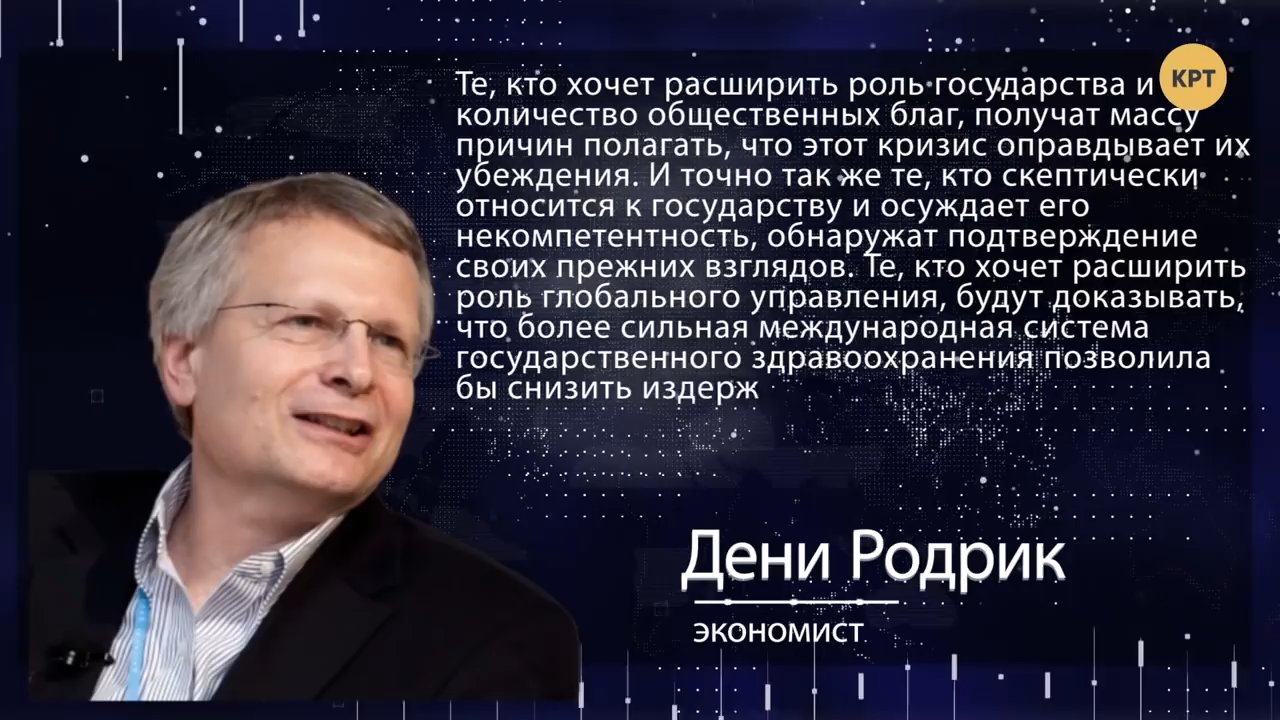 Те, кто хочет расширить роль государства и
КРТ
количество общественных благ, получат массу
причин полагать, что этот кризис оправдывает их
убеждения. И точно так же те, кто скептически
относится к государству и осуждает его
некомпетентность, обнаружат подтверждение
своих прежних взглядов. Те, кто хочет расширить
роль глобального управления, будут доказывать,
что более сильная международная система
государственного здравоохранения позволила
бы снизить издерж
Дени Родрик
экономист